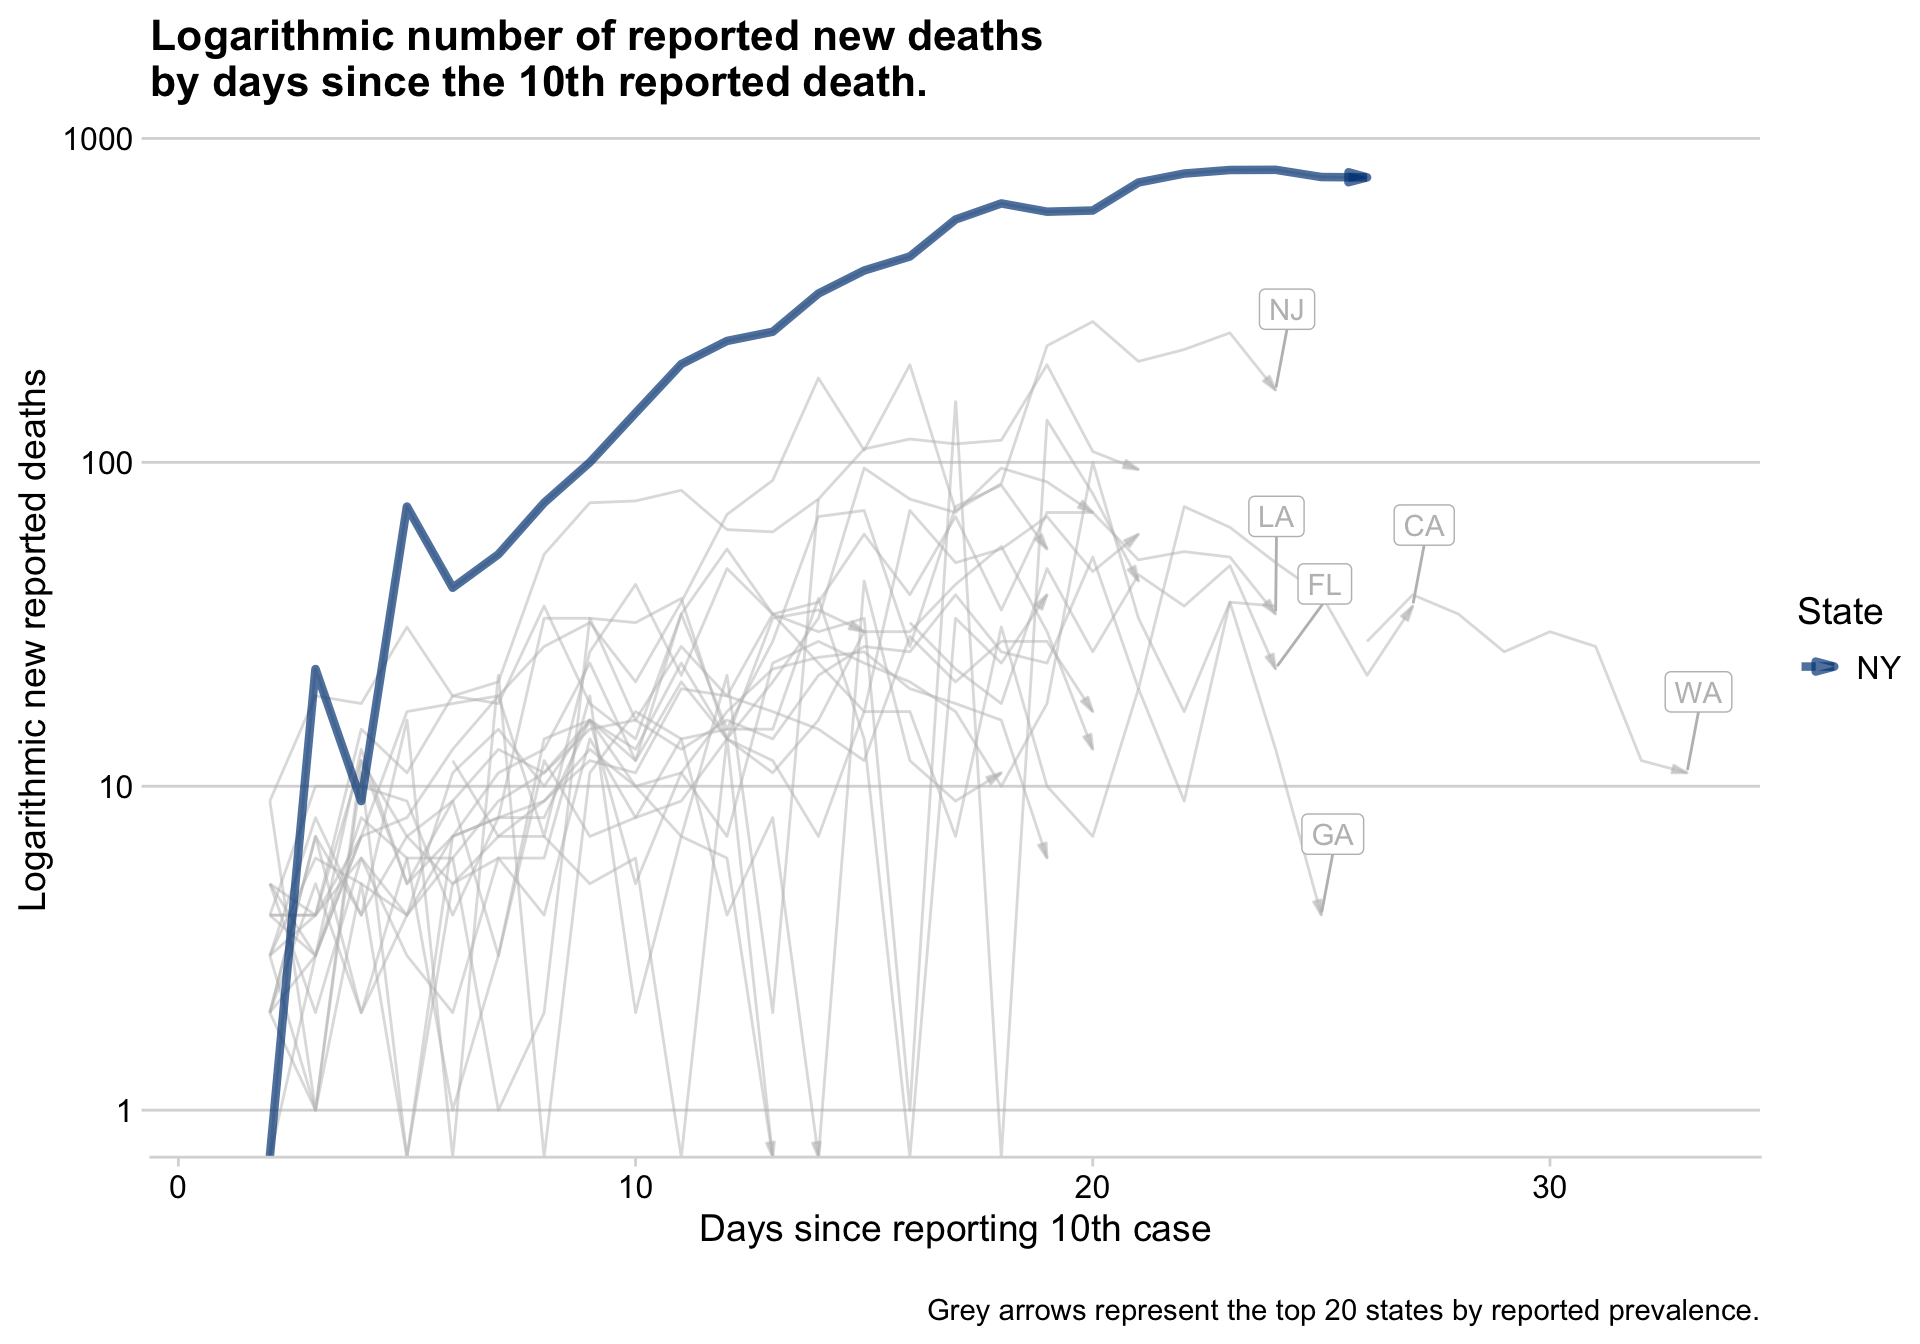 Logarithmic number of reported new deaths
by days since the 10th reported death.
1000
100
10
1
Logarithmic new reported deaths
NJ
LA
CA
FL
WA
GA
State
NY
0
10
20
30
Days since reporting 10th case
Grey arrows represent the top 20 states by reported prevalence.